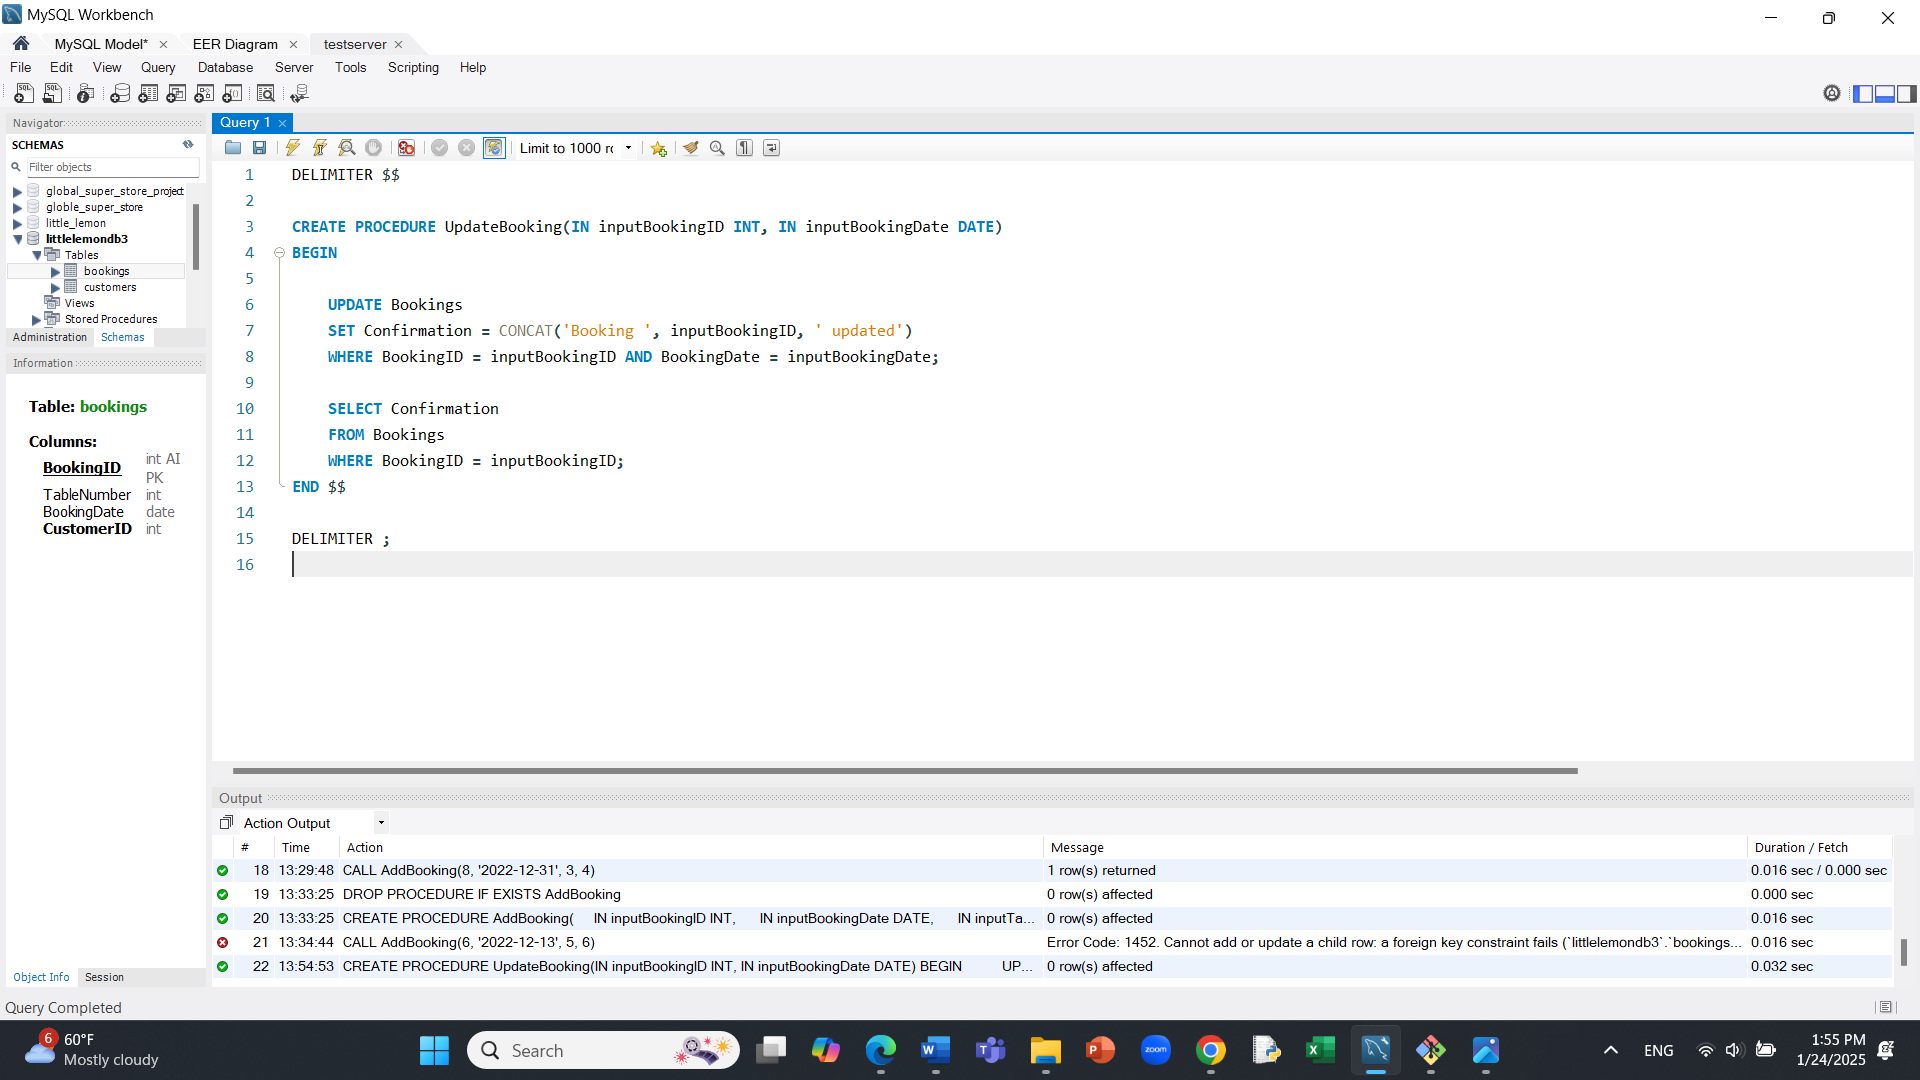 MySQL Workbench
MySQL Model*
EER Diagram
testserver
File Edit View Query Database Server Tools Scripting Help
Navigator
SCHEMAS
Filter objects
global_super_store_project
globle_super_store
little_lemon
littlelemondb3
Tables
bookings
customers
Views
Stored Procedures
Administration Schemas
Information
Table: bookings
Columns:
BookingID int AI PK
TableNumber int
BookingDate date
CustomerID int
Object Info Session
Query 1
Limit to 1000 rc
1 DELIMITER $$
2
3 CREATE PROCEDURE UpdateBooking(IN inputBookingID INT, IN inputBookingDate DATE)
4 BEGIN
5
6 UPDATE Bookings
7 SET Confirmation = CONCAT('Booking ', inputBookingID, ' updated')
8 WHERE BookingID = inputBookingID AND BookingDate = inputBookingDate;
9
10 SELECT Confirmation
11 FROM Bookings
12 WHERE BookingID = inputBookingID;
13 END $$
14
15 DELIMITER ;
16
Output
Action Output
# Time Action Message Duration / Fetch
18 13:29:48 CALL AddBooking(8, '2022-12-31', 3, 4) 1 row(s) returned 0.016 sec / 0.000 sec
19 13:33:25 DROP PROCEDURE IF EXISTS AddBooking 0 row(s) affected 0.000 sec
20 13:33:25 CREATE PROCEDURE AddBooking( IN inputBookingID INT, IN inputBookingDate DATE, IN inputTa... 0 row(s) affected 0.016 sec
21 13:34:44 CALL AddBooking(6, '2022-12-13', 5, 6) Error Code: 1452. Cannot add or update a child row: a foreign key constraint fails (`littlelemondb3`.`bookings... 0.016 sec
22 13:54:53 CREATE PROCEDURE UpdateBooking(IN inputBookingID INT, IN inputBookingDate DATE) BEGIN UP... 0 row(s) affected 0.032 sec
Query Completed
6
60°F
Mostly cloudy
Search
zoom
ENG
1:55 PM
1/24/2025